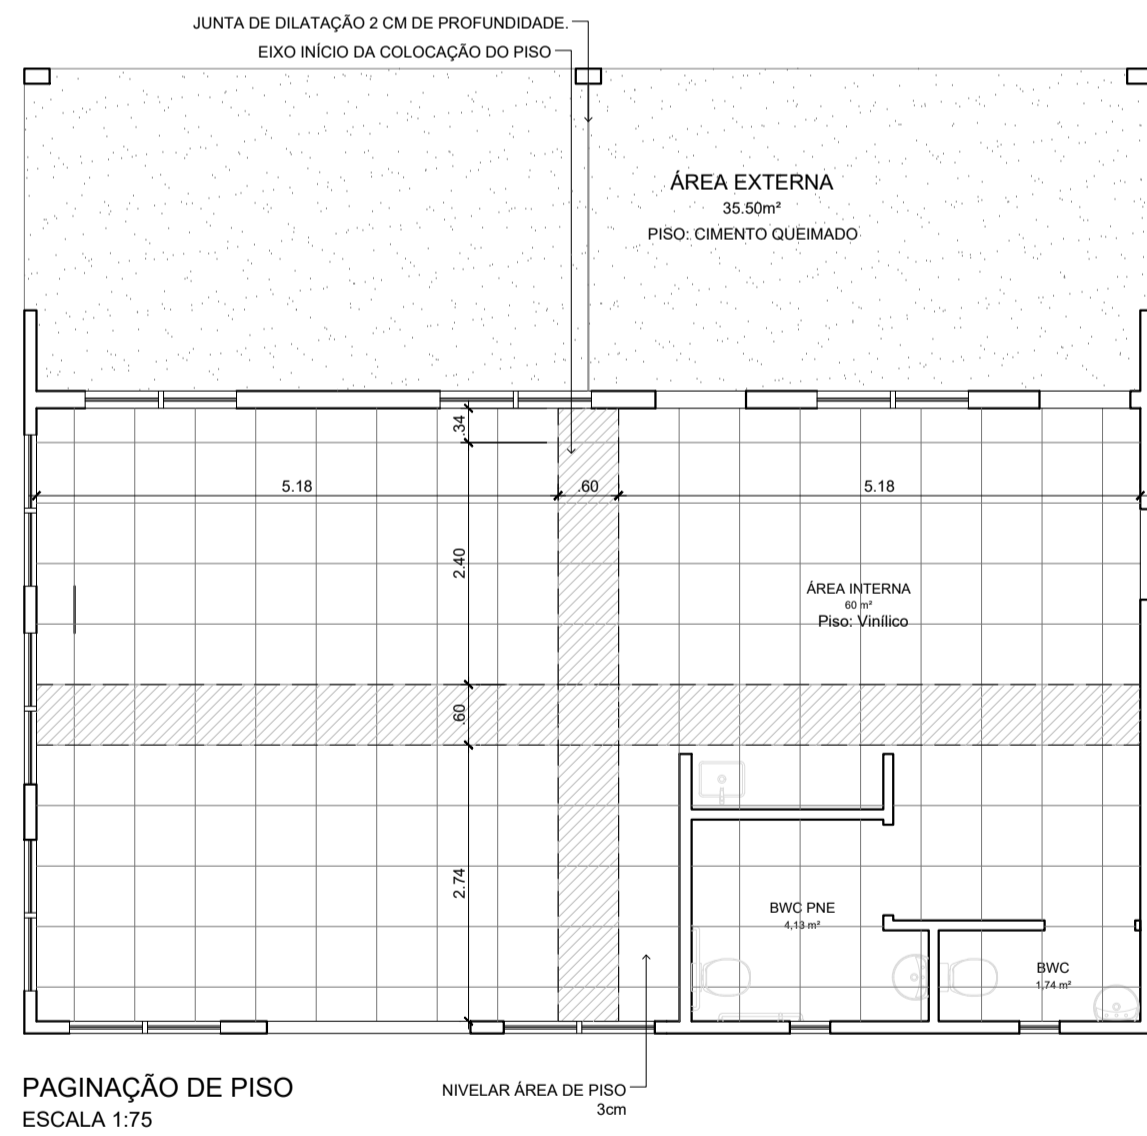 JUNTA DE DILATAÇÃO 2 CM DE PROFUNDIDADE.
EIXO INÍCIO DA COLOCAÇÃO DO PISO
ÁREA EXTERNA
35.50m²
PISO: CIMENTO QUEIMADO
.34
5.18
.60
5.18
2.40
ÁREA INTERNA
60 m²
Piso: Vinílico
.60
2.74
BWC PNE
4,13 m²
BWC
1,74 m²
PAGINAÇÃO DE PISO
ESCALA 1:75
NIVELAR ÁREA DE PISO
3cm